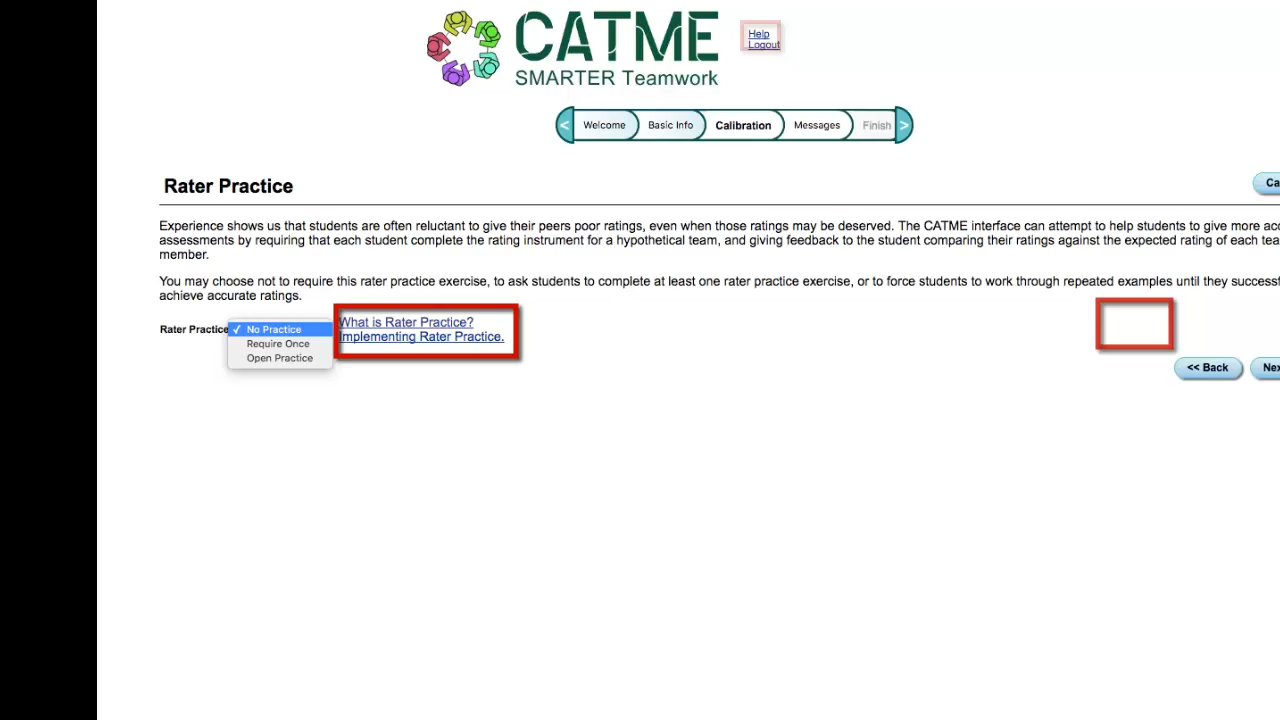 CATME
SMARTER Teamwork
Help
Logout
< Welcome Basic Info Calibration Messages Finish >
Rater Practice
Experience shows us that students are often reluctant to give their peers poor ratings, even when those ratings may be deserved. The CATME interface can attempt to help students to give more
assessments by requiring that each student complete the rating instrument for a hypothetical team, and giving feedback to the student comparing their ratings against the expected rating of each
member.
You may choose not to require this rater practice exercise, to ask students to complete at least one rater practice exercise, or to force students to work through repeated examples until they
achieve accurate ratings.
Rater Practice ✓ No Practice
Require Once
Open Practice
What is Rater Practice?
Implementing Rater Practice.
<< Back